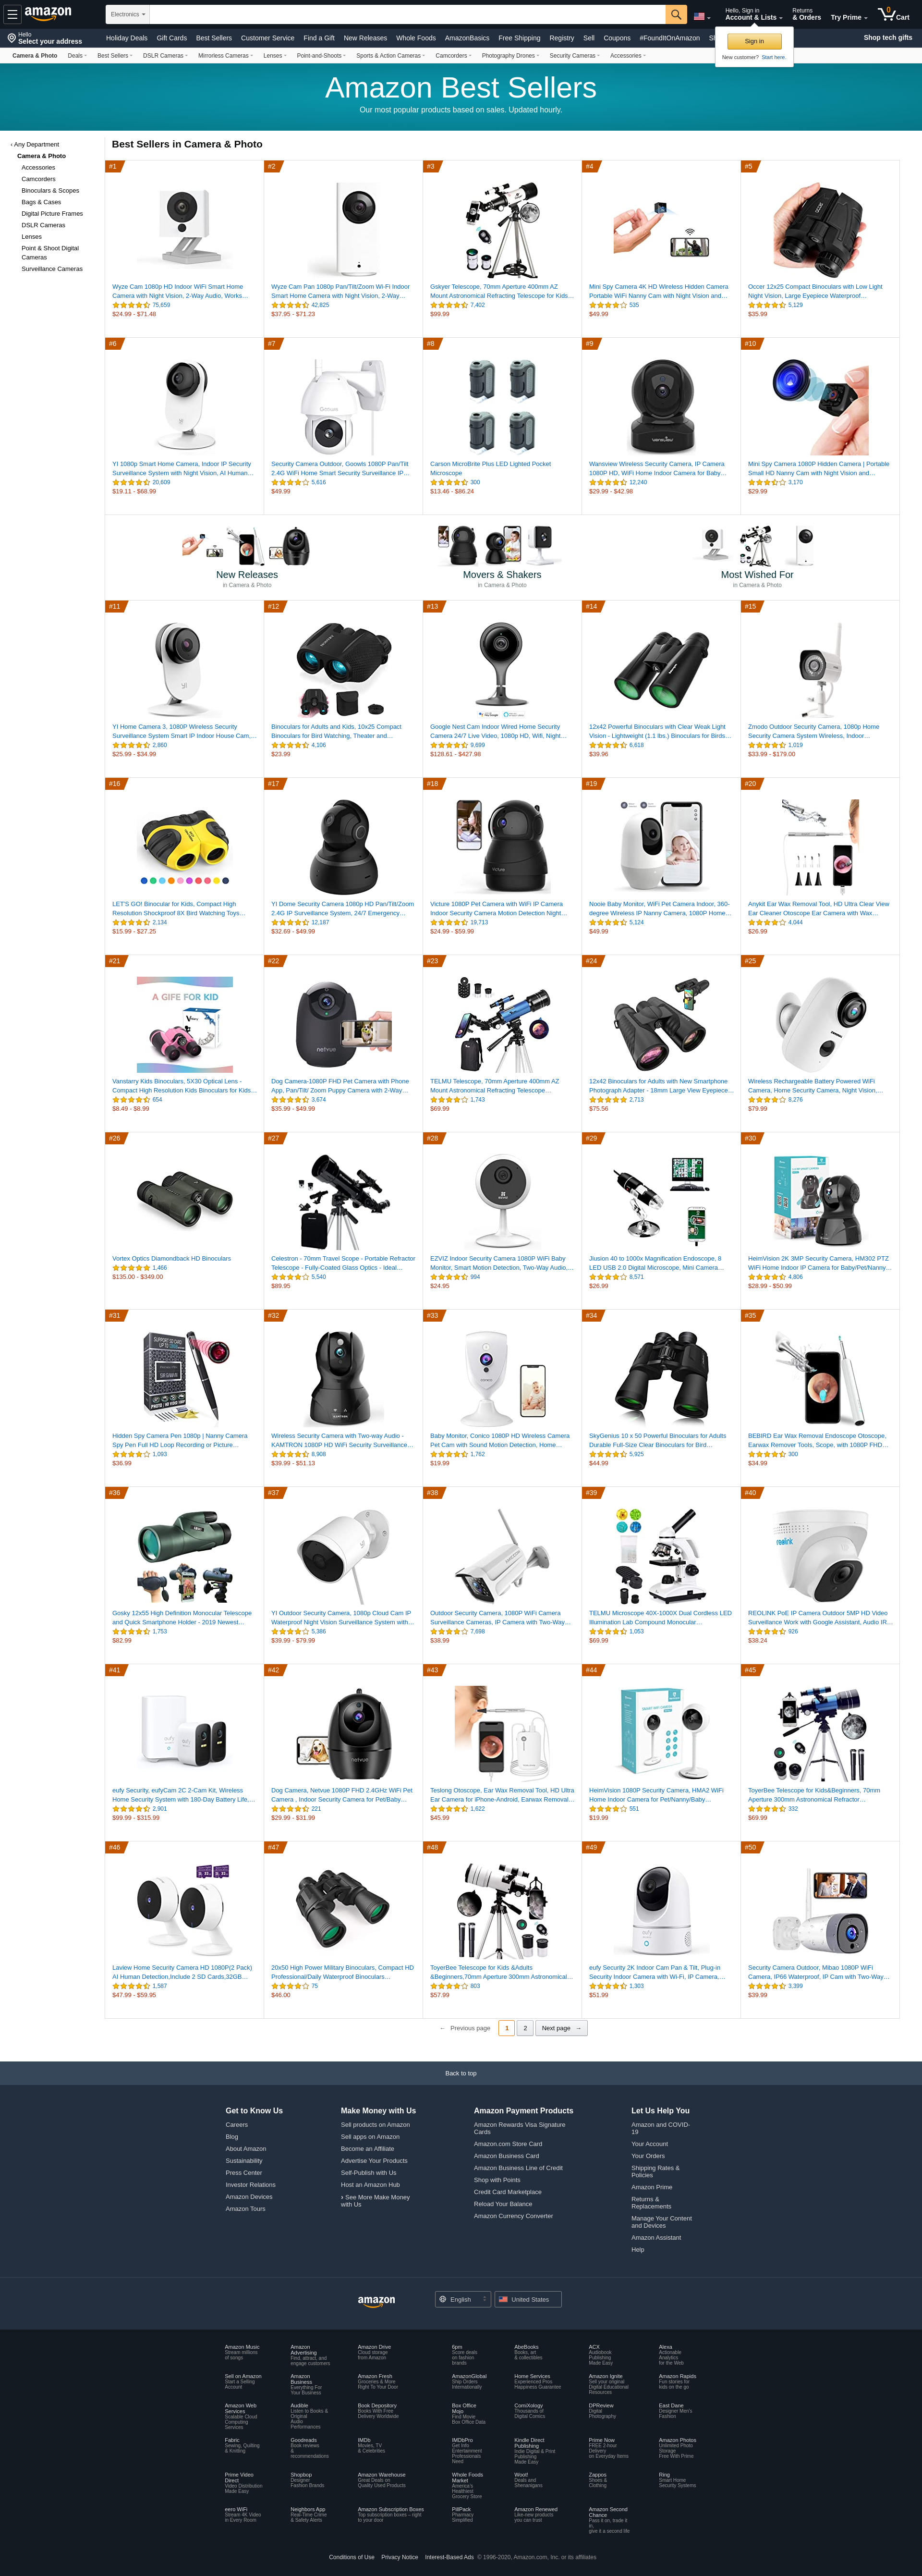 amazon
Electronics
Hello
Select your address
Hello, Sign in
Account & Lists
Returns
& Orders
Try Prime
0
Cart
Holiday Deals Gift Cards Best Sellers Customer Service Find a Gift New Releases Whole Foods AmazonBasics Free Shipping Registry Sell Coupons #FoundItOnAmazon
Shop tech gifts
Sign in
New customer? Start here.
Camera & Photo Deals Best Sellers DSLR Cameras Mirrorless Cameras Lenses Point-and-Shoots Sports & Action Cameras Camcorders Photography Drones Security Cameras Accessories
Amazon Best Sellers
Our most popular products based on sales. Updated hourly.
‹ Any Department
Camera & Photo
Accessories
Camcorders
Binoculars & Scopes
Bags & Cases
Digital Picture Frames
DSLR Cameras
Lenses
Point & Shoot Digital
Cameras
Surveillance Cameras
Best Sellers in Camera & Photo
#1
Wyze Cam 1080p HD Indoor WiFi Smart Home
Camera with Night Vision, 2-Way Audio, Works…
75,659
$24.99 - $71.48
#2
Wyze Cam Pan 1080p Pan/Tilt/Zoom Wi-Fi Indoor
Smart Home Camera with Night Vision, 2-Way…
42,825
$37.95 - $71.23
#3
Gskyer Telescope, 70mm Aperture 400mm AZ
Mount Astronomical Refracting Telescope for Kids…
7,402
$99.99
#4
Mini Spy Camera 4K HD Wireless Hidden Camera
Portable WiFi Nanny Cam with Night Vision and…
535
$49.99
#5
Occer 12x25 Compact Binoculars with Low Light
Night Vision, Large Eyepiece Waterproof…
5,129
$35.99
#6
YI 1080p Smart Home Camera, Indoor IP Security
Surveillance System with Night Vision, AI Human…
20,609
$19.11 - $68.99
#7
Security Camera Outdoor, Goowls 1080P Pan/Tilt
2.4G WiFi Home Smart Security Surveillance IP…
5,616
$49.99
#8
Carson MicroBrite Plus LED Lighted Pocket
Microscope
300
$13.46 - $86.24
#9
Wansview Wireless Security Camera, IP Camera
1080P HD, WiFi Home Indoor Camera for Baby…
12,240
$29.99 - $42.98
#10
Mini Spy Camera 1080P Hidden Camera | Portable
Small HD Nanny Cam with Night Vision and…
3,170
$29.99
New Releases
in Camera & Photo
Movers & Shakers
in Camera & Photo
Most Wished For
in Camera & Photo
#11
YI Home Camera 3, 1080P Wireless Security
Surveillance System Smart IP Indoor House Cam,…
2,860
$25.99 - $34.99
#12
Binoculars for Adults and Kids, 10x25 Compact
Binoculars for Bird Watching, Theater and…
4,106
$23.99
#13
Google Nest Cam Indoor Wired Home Security
Camera 24/7 Live Video, 1080p HD, Wifi, Night…
9,699
$128.61 - $427.98
#14
12x42 Powerful Binoculars with Clear Weak Light
Vision - Lightweight (1.1 lbs.) Binoculars for Birds…
6,618
$39.96
#15
Zmodo Outdoor Security Camera, 1080p Home
Security Camera System Wireless, Indoor…
1,019
$33.99 - $179.00
#16
LET'S GO! Binocular for Kids, Compact High
Resolution Shockproof 8X Bird Watching Toys…
2,134
$15.99 - $27.25
#17
YI Dome Security Camera 1080p HD Pan/Tilt/Zoom
2.4G IP Surveillance System, 24/7 Emergency…
12,187
$32.69 - $49.99
#18
Victure 1080P Pet Camera with WiFi IP Camera
Indoor Security Camera Motion Detection Night…
19,713
$24.99 - $59.99
#19
Nooie Baby Monitor, WiFi Pet Camera Indoor, 360-
degree Wireless IP Nanny Camera, 1080P Home…
5,124
$49.99
#20
Anykit Ear Wax Removal Tool, HD Ultra Clear View
Ear Cleaner Otoscope Ear Camera with Wax…
4,044
$26.99
#21
A GIFE FOR KID
Vanstarry Kids Binoculars, 5X30 Optical Lens -
Compact High Resolution Kids Binoculars for Kids…
654
$8.49 - $8.99
#22
netvue
Dog Camera-1080P FHD Pet Camera with Phone
App, Pan/Tilt/ Zoom Puppy Camera with 2-Way…
3,674
$35.99 - $49.99
#23
TELMU Telescope, 70mm Aperture 400mm AZ
Mount Astronomical Refracting Telescope…
1,743
$69.99
#24
12x42 Binoculars for Adults with New Smartphone
Photograph Adapter - 18mm Large View Eyepiece…
2,713
$75.56
#25
Wireless Rechargeable Battery Powered WiFi
Camera, Home Security Camera, Night Vision,…
8,276
$79.99
#26
Vortex Optics Diamondback HD Binoculars
1,466
$135.00 - $349.00
#27
Celestron - 70mm Travel Scope - Portable Refractor
Telescope - Fully-Coated Glass Optics - Ideal…
5,540
$89.95
#28
EZVIZ Indoor Security Camera 1080P WiFi Baby
Monitor, Smart Motion Detection, Two-Way Audio,…
994
$24.95
#29
Jiusion 40 to 1000x Magnification Endoscope, 8
LED USB 2.0 Digital Microscope, Mini Camera…
8,571
$26.99
#30
HeimVision 2K 3MP Security Camera, HM302 PTZ
WiFi Home Indoor IP Camera for Baby/Pet/Nanny…
4,806
$28.99 - $50.99
#31
Hidden Spy Camera Pen 1080p | Nanny Camera
Spy Pen Full HD Loop Recording or Picture…
1,093
$36.99
#32
Wireless Security Camera with Two-way Audio -
KAMTRON 1080P HD WiFi Security Surveillance…
8,908
$39.99 - $51.13
#33
Baby Monitor, Conico 1080P HD Wireless Camera
Pet Cam with Sound Motion Detection, Home…
1,762
$19.99
#34
SkyGenius 10 x 50 Powerful Binoculars for Adults
Durable Full-Size Clear Binoculars for Bird…
5,925
$44.99
#35
BEBIRD Ear Wax Removal Endoscope Otoscope,
Earwax Remover Tools, Scope, with 1080P FHD…
300
$34.99
#36
Gosky 12x55 High Definition Monocular Telescope
and Quick Smartphone Holder - 2019 Newest…
1,753
$82.99
#37
YI Outdoor Security Camera, 1080p Cloud Cam IP
Waterproof Night Vision Surveillance System with…
5,386
$39.99 - $79.99
#38
Outdoor Security Camera, 1080P WiFi Camera
Surveillance Cameras, IP Camera with Two-Way…
7,698
$38.99
#39
TELMU Microscope 40X-1000X Dual Cordless LED
Illumination Lab Compound Monocular…
1,053
$69.99
#40
reolink
REOLINK PoE IP Camera Outdoor 5MP HD Video
Surveillance Work with Google Assistant, Audio IR…
926
$38.24
#41
eufy Security, eufyCam 2C 2-Cam Kit, Wireless
Home Security System with 180-Day Battery Life,…
2,901
$99.99 - $315.99
#42
netvue
Dog Camera, Netvue 1080P FHD 2.4GHz WiFi Pet
Camera , Indoor Security Camera for Pet/Baby…
221
$29.99 - $31.99
#43
Teslong Otoscope, Ear Wax Removal Tool, HD Ultra
Ear Camera for iPhone-Android, Earwax Removal…
1,622
$45.99
#44
HeimVision 1080P Security Camera, HMA2 WiFi
Home Indoor Camera for Pet/Nanny/Baby…
551
$19.99
#45
ToyerBee Telescope for Kids&Beginners, 70mm
Aperture 300mm Astronomical Refractor…
332
$69.99
#46
Laview Home Security Camera HD 1080P(2 Pack)
AI Human Detection,Include 2 SD Cards,32GB…
1,587
$47.99 - $59.95
#47
20x50 High Power Military Binoculars, Compact HD
Professional/Daily Waterproof Binoculars…
75
$46.00
#48
ToyerBee Telescope for Kids &Adults
&Beginners,70mm Aperture 300mm Astronomical…
803
$57.99
#49
eufy Security 2K Indoor Cam Pan & Tilt, Plug-in
Security Indoor Camera with Wi-Fi, IP Camera,…
1,303
$51.99
#50
Security Camera Outdoor, Mibao 1080P WiFi
Camera, IP66 Waterproof, IP Cam with Two-Way…
3,399
$39.99
← Previous page 1 2 Next page →
Back to top
Get to Know Us
Careers
Blog
About Amazon
Sustainability
Press Center
Investor Relations
Amazon Devices
Amazon Tours
Make Money with Us
Sell products on Amazon
Sell apps on Amazon
Become an Affiliate
Advertise Your Products
Self-Publish with Us
Host an Amazon Hub
› See More Make Money
with Us
Amazon Payment Products
Amazon Rewards Visa Signature
Cards
Amazon.com Store Card
Amazon Business Card
Amazon Business Line of Credit
Shop with Points
Credit Card Marketplace
Reload Your Balance
Amazon Currency Converter
Let Us Help You
Amazon and COVID-
19
Your Account
Your Orders
Shipping Rates &
Policies
Amazon Prime
Returns &
Replacements
Manage Your Content
and Devices
Amazon Assistant
Help
amazon
English
United States
Amazon Music
Stream millions
of songs
Amazon
Advertising
Find, attract, and
engage customers
Amazon Drive
Cloud storage
from Amazon
6pm
Score deals
on fashion
brands
AbeBooks
Books, art
& collectibles
ACX
Audiobook
Publishing
Made Easy
Alexa
Actionable
Analytics
for the Web
Sell on Amazon
Start a Selling
Account
Amazon
Business
Everything For
Your Business
Amazon Fresh
Groceries & More
Right To Your Door
AmazonGlobal
Ship Orders
Internationally
Home Services
Experienced Pros
Happiness Guarantee
Amazon Ignite
Sell your original
Digital Educational
Resources
Amazon Rapids
Fun stories for
kids on the go
Amazon Web
Services
Scalable Cloud
Computing
Services
Audible
Listen to Books &
Original
Audio
Performances
Book Depository
Books With Free
Delivery Worldwide
Box Office
Mojo
Find Movie
Box Office Data
ComiXology
Thousands of
Digital Comics
DPReview
Digital
Photography
East Dane
Designer Men's
Fashion
Fabric
Sewing, Quilting
& Knitting
Goodreads
Book reviews
&
recommendations
IMDb
Movies, TV
& Celebrities
IMDbPro
Get Info
Entertainment
Professionals
Need
Kindle Direct
Publishing
Indie Digital & Print
Publishing
Made Easy
Prime Now
FREE 2-hour
Delivery
on Everyday Items
Amazon Photos
Unlimited Photo
Storage
Free With Prime
Prime Video
Direct
Video Distribution
Made Easy
Shopbop
Designer
Fashion Brands
Amazon Warehouse
Great Deals on
Quality Used Products
Whole Foods
Market
America's
Healthiest
Grocery Store
Woot!
Deals and
Shenanigans
Zappos
Shoes &
Clothing
Ring
Smart Home
Security Systems
eero WiFi
Stream 4K Video
in Every Room
Neighbors App
Real-Time Crime
& Safety Alerts
Amazon Subscription Boxes
Top subscription boxes – right
to your door
PillPack
Pharmacy
Simplified
Amazon Renewed
Like-new products
you can trust
Amazon Second
Chance
Pass it on, trade it
in,
give it a second life
Conditions of Use Privacy Notice Interest-Based Ads © 1996-2020, Amazon.com, Inc. or its affiliates